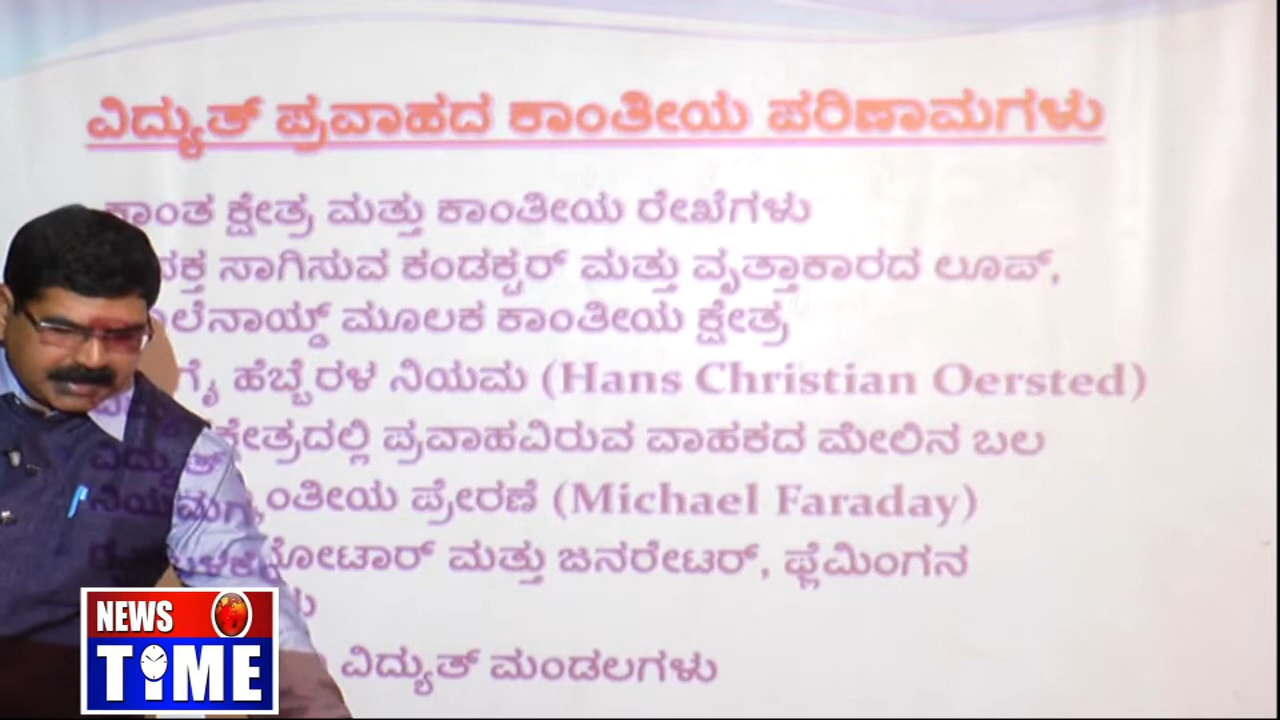 ವಿದ್ಯುತ್ ಪ್ರವಾಹದ ಕಾಂತೀಯ ಪರಿಣಾಮಗಳು
ಕಾಂತ ಕ್ಷೇತ್ರ ಮತ್ತು ಕಾಂತೀಯ ರೇಖೆಗಳು
ಸಾಗಿಸುವ ಕಂಡಕ್ಟರ್ ಮತ್ತು ವೃತ್ತಾಕಾರದ ಲೂಪ್,
ಮೂಲಕ ಕಾಂತೀಯ ಕ್ಷೇತ್ರ
ಹೆಬ್ಬೆರಳ ನಿಯಮ (Hans Christian Oersted)
ಕ್ಷೇತ್ರದಲ್ಲಿ ಪ್ರವಾಹವಿರುವ ವಾಹಕದ ಮೇಲಿನ ಬಲ
ಪ್ರೇರಣೆ (Michael Faraday)
ಮೋಟಾರ್ ಮತ್ತು ಜನರೇಟರ್, ಫ್ಲೆಮಿಂಗನ
ವಿದ್ಯುತ್ ಮಂಡಲಗಳು
NEWS
TIME